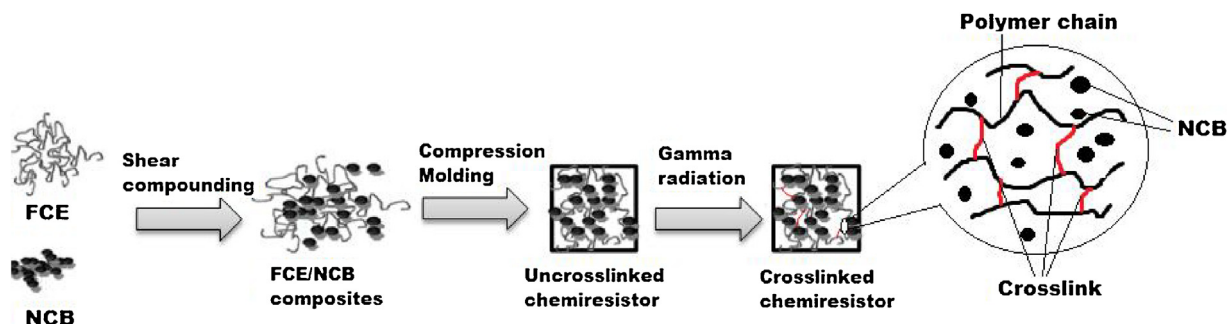 Polymer chain
NCB
Shear
compounding
Compression
Molding
Gamma
radiation
FCE
NCB
FCE/NCB
composites
Uncrosslinked
chemiresistor
Crosslinked
chemiresistor
Crosslink